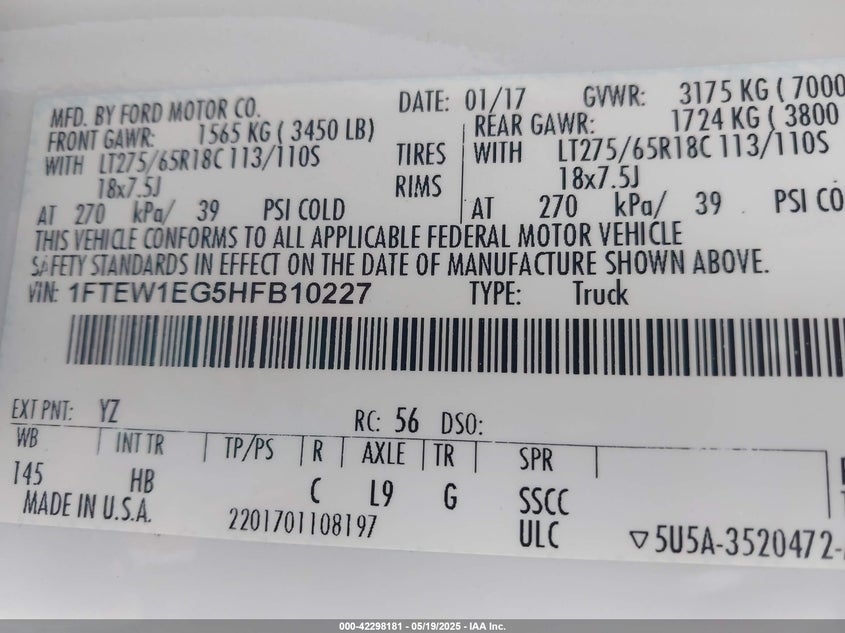 MFD. BY FORD MOTOR CO. DATE: 01/17 GVWR: 3175 KG ( 7000
FRONT GAWR: 1565 KG ( 3450 LB) REAR GAWR: 1724 KG ( 3800
WITH LT275/65R18C 113/110S TIRES WITH LT275/65R18C 113/110S
18x7.5J RIMS 18x7.5J
AT 270 kPa/ 39 PSI COLD AT 270 kPa/ 39 PSI CO
THIS VEHICLE CONFORMS TO ALL APPLICABLE FEDERAL MOTOR VEHICLE
SAFETY STANDARDS IN EFFECT ON THE DATE OF MANUFACTURE SHOWN ABOVE.
VIN: 1FTEW1EG5HFB10227 TYPE: Truck
EXT PNT: YZ RC: 56 DSO:
WB INT TR TP/PS R AXLE TR SPR
145 HB C L9 G SSCC
MADE IN U.S.A. 2201701108197 ULC ▽5U5A-3520472-
000-42298181 - 05/19/2025 - IAA Inc.